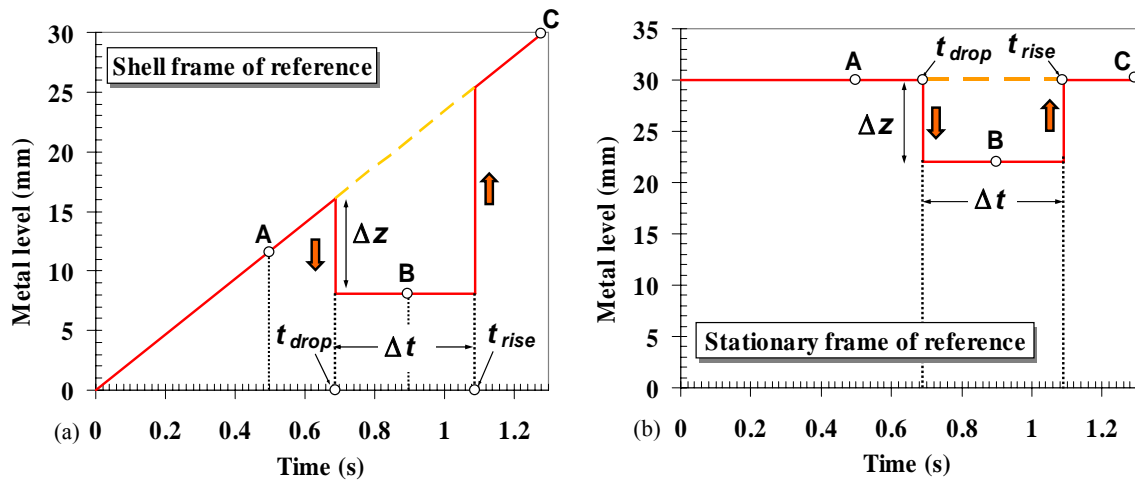 30
25
20
15
10
5
0
Metal level (mm)
Shell frame of reference
A
B
C
Δz
Δt
t drop
t rise
0 0.2 0.4 0.6 0.8 1 1.2
Time (s)
(a)
35
30
25
20
15
10
5
0
Metal level (mm)
A
t drop
t rise
C
Δz
B
Δt
Stationary frame of reference
0 0.2 0.4 0.6 0.8 1 1.2
Time (s)
(b)